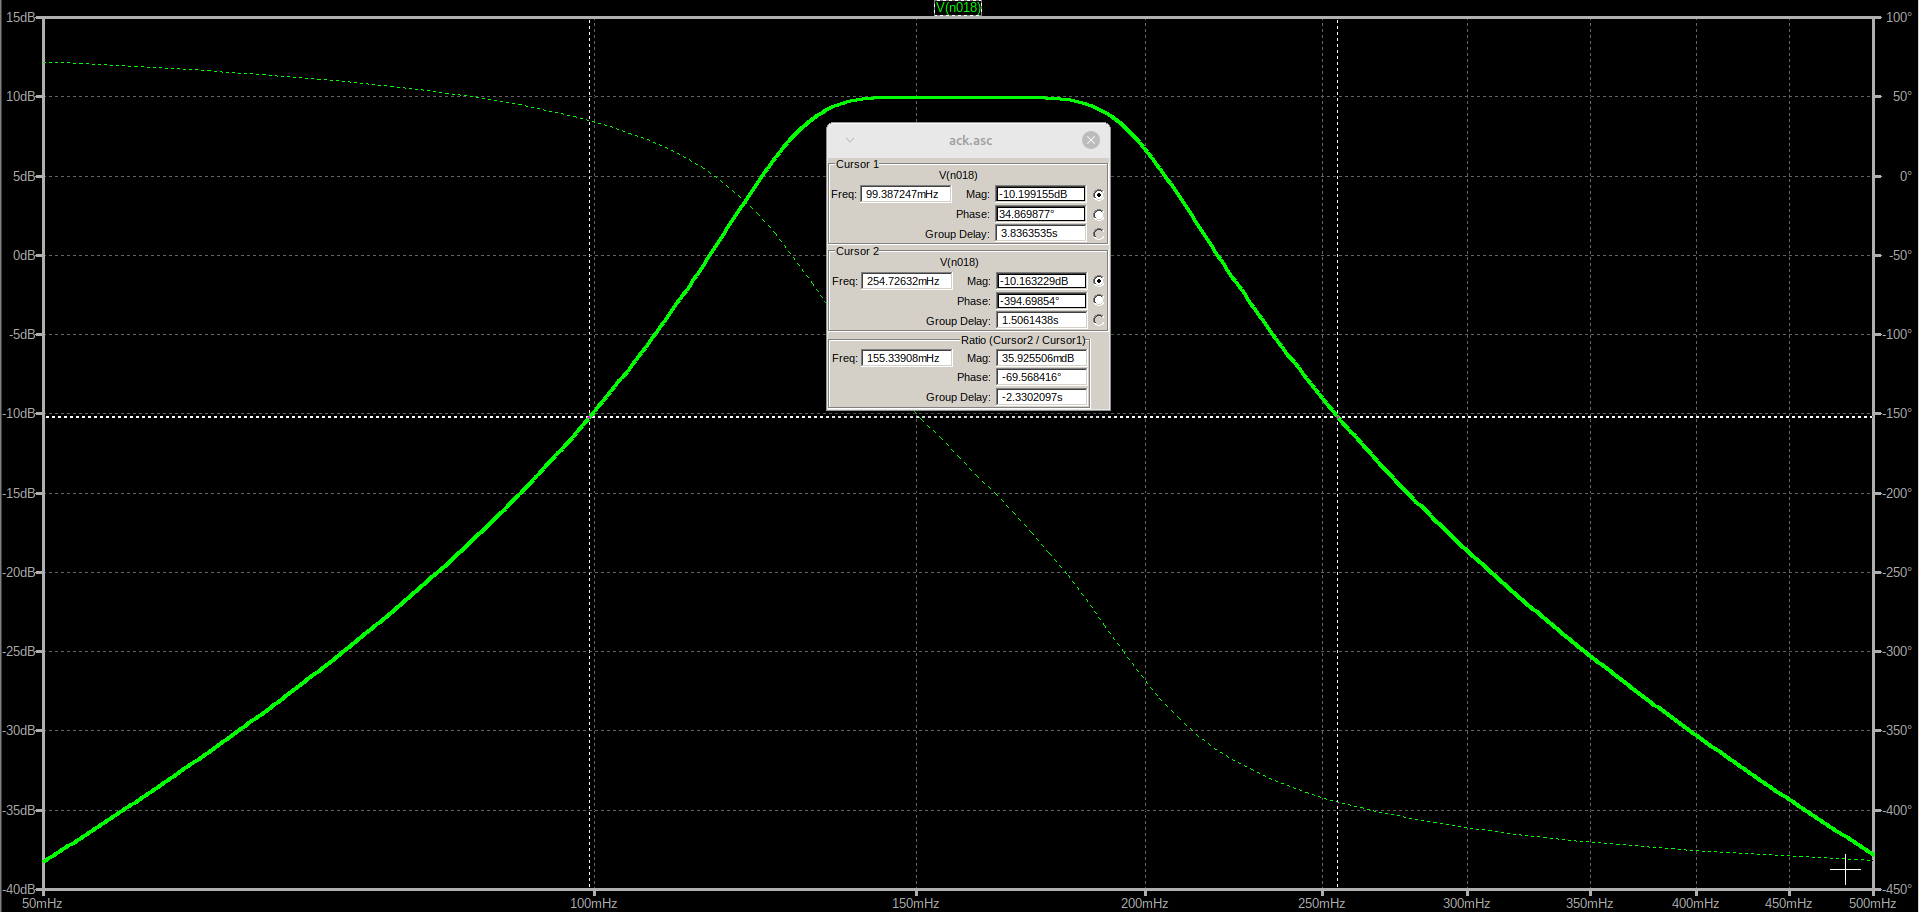 V(n018)
15dB
10dB
5dB
0dB
-5dB
-10dB
-15dB
-20dB
-25dB
-30dB
-35dB
-40dB
100°
50°
0°
-50°
-100°
-150°
-200°
-250°
-300°
-350°
-400°
-450°
ack.asc
Cursor 1
V(n018)
Freq: 99.387247mHz Mag: -10.199155dB
Phase: 34.869877°
Group Delay: 3.8363535s
Cursor 2
V(n018)
Freq: 254.72632mHz Mag: -10.163229dB
Phase: -394.69854°
Group Delay: 1.5061438s
Ratio (Cursor2 / Cursor1)
Freq: 155.33908mHz Mag: 35.925506mdB
Phase: -69.568416°
Group Delay: -2.3302097s
50mHz 100mHz 150mHz 200mHz 250mHz 300mHz 350mHz 400mHz 450mHz 500mHz